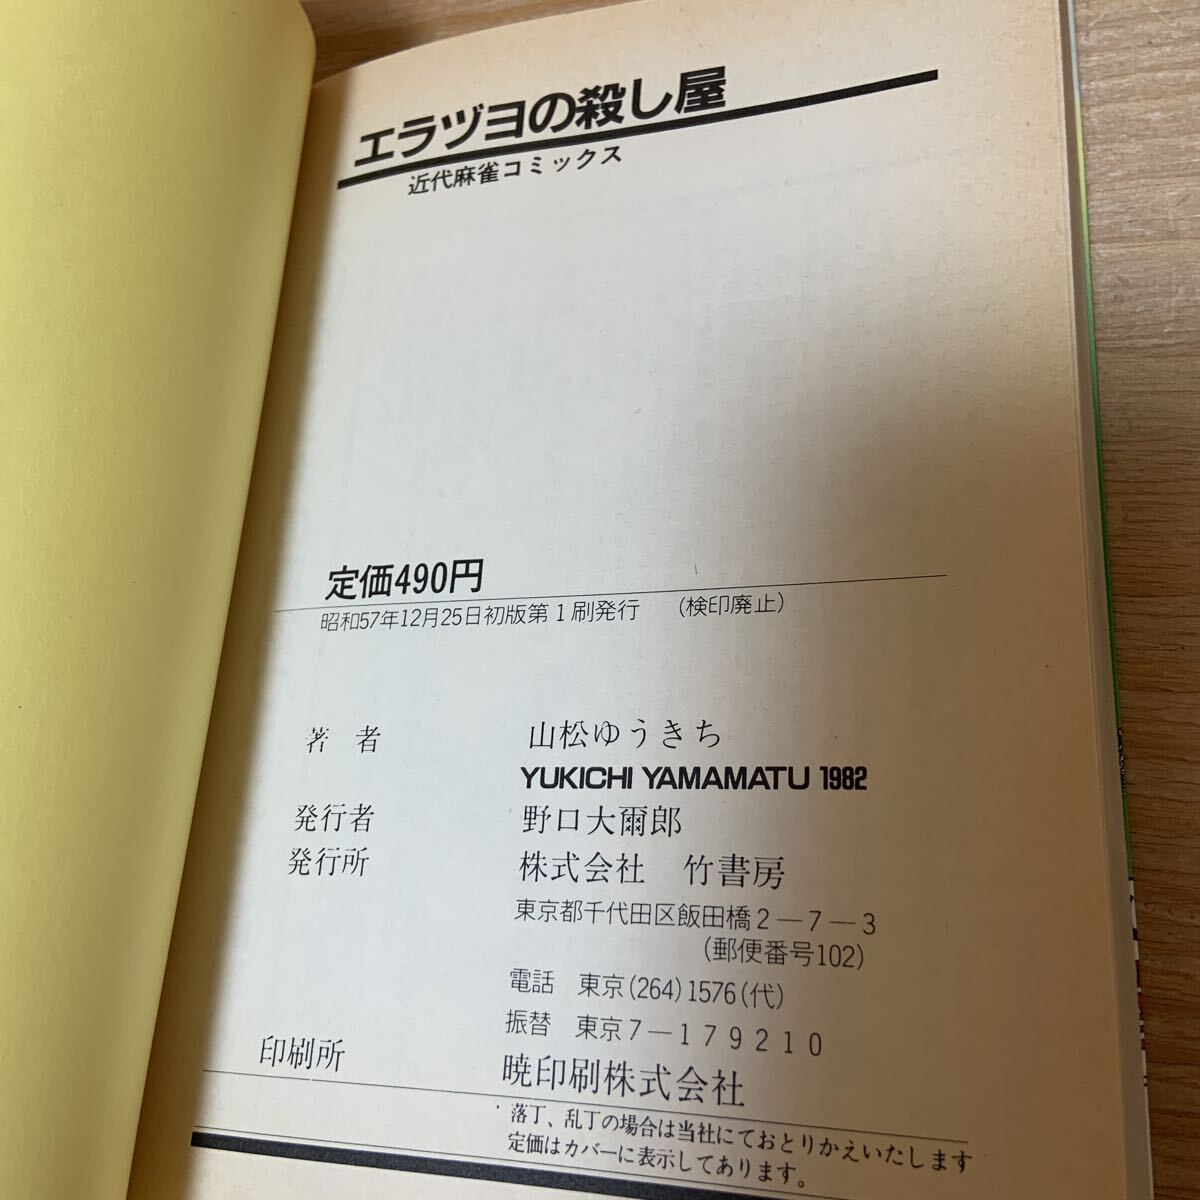 エラヅヨの殺し屋
近代麻雀コミックス
定価490円
昭和57年12月25日初版第1刷発行 （検印廃止）
著 者 山松ゆうきち
YUKICHI YAMAMATU 1982
発行者 野口大爾郎
発行所 株式会社 竹書房
東京都千代田区飯田橋2―7―3
（郵便番号102）
電話 東京(264)1576(代)
振替 東京7―179210
印刷所 暁印刷株式会社
落丁、乱丁の場合は当社にておとりかえいたします
定価はカバーに表示してあります。